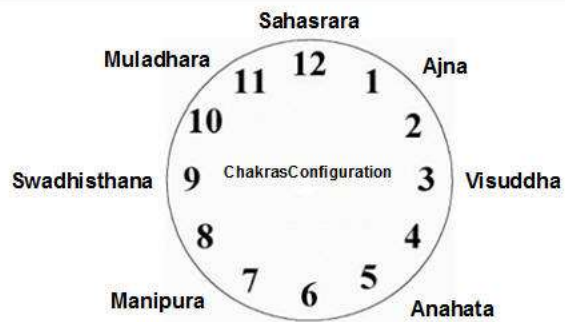 Sahasrara
Muladhara
Ajna
12
11
1
10
2
Swadhisthana
9
ChakrasConfiguration
3
Visuddha
8
4
7
5
6
Manipura
Anahata